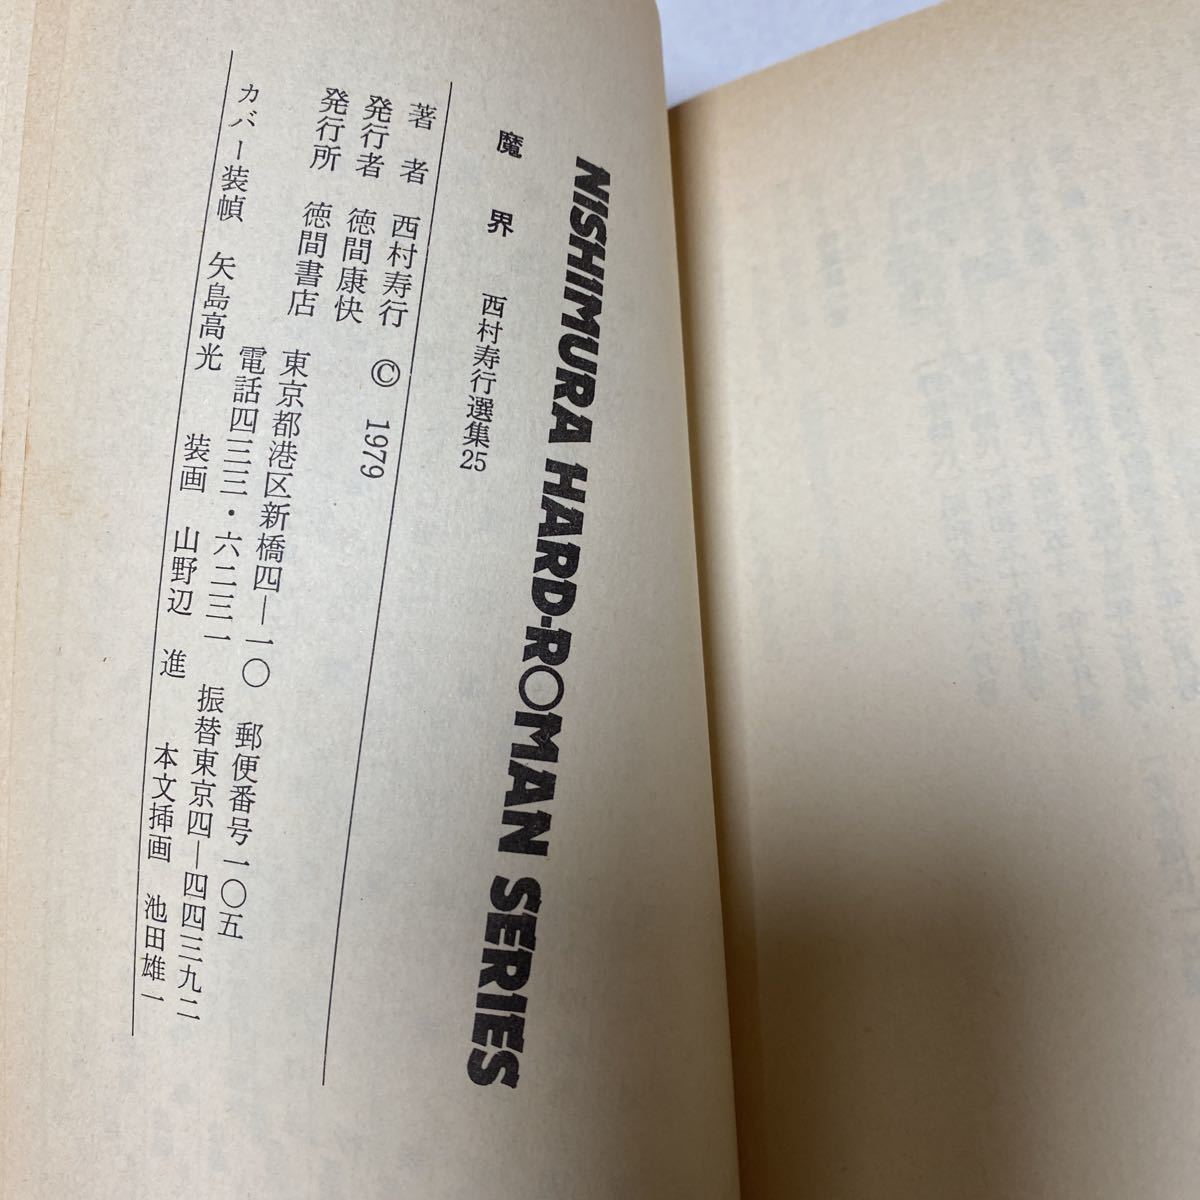 NISHIMURA HARD-ROMAN SERIES
魔界 西村寿行選集25
著者 西村寿行 © 1979
発行者 徳間康快
発行所 徳間書店 東京都港区新橋四—一〇 郵便番号一〇五
電話四三三・六二三一 振替東京四—四四三九二
カバー装幀 矢島高光 装画 山野辺 進 本文挿画 池田雄一